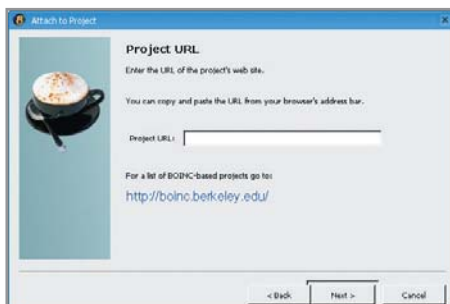 Attach to Project
Project URL
Enter the URL of the project's web site.
You can copy and paste the URL from your browser's address bar.
Project URL:
For a list of BOINC-based projects go to:
http://boinc.berkeley.edu/
< Back Next > Cancel